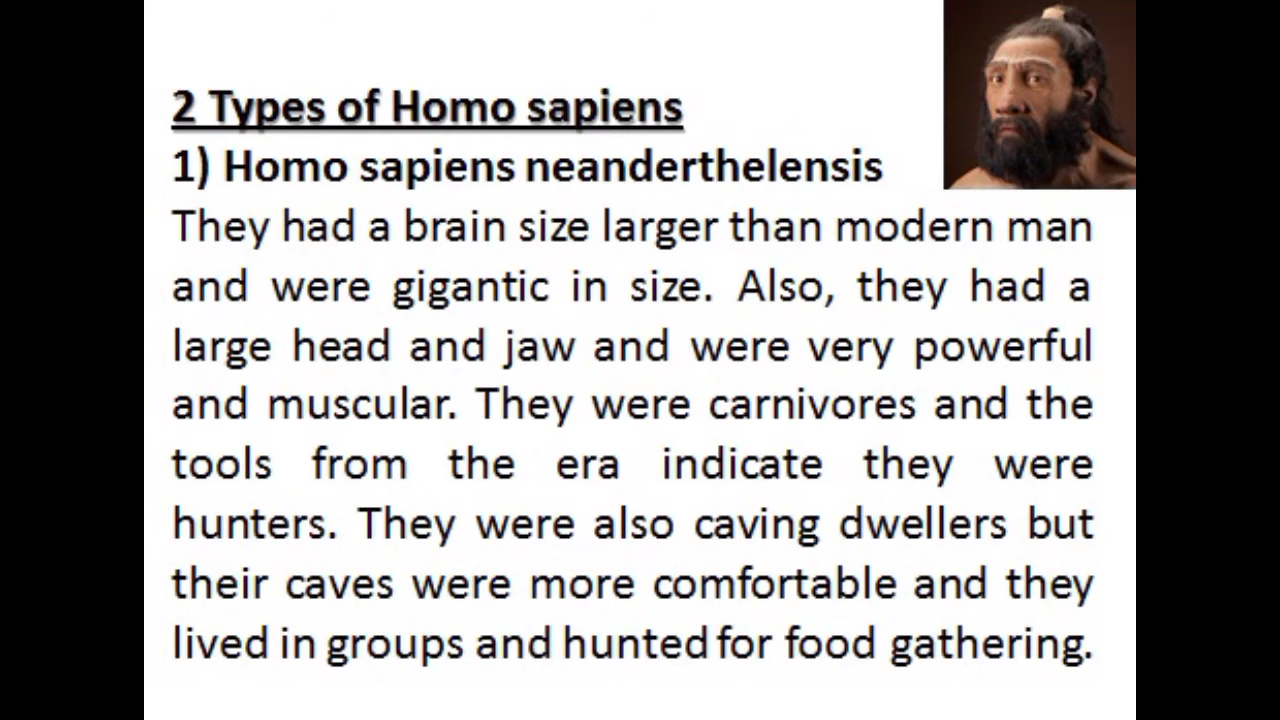 2 Types of Homo sapiens
1) Homo sapiens neanderthelensis
They had a brain size larger than modern man
and were gigantic in size. Also, they had a
large head and jaw and were very powerful
and muscular. They were carnivores and the
tools from the era indicate they were
hunters. They were also caving dwellers but
their caves were more comfortable and they
lived in groups and hunted for food gathering.